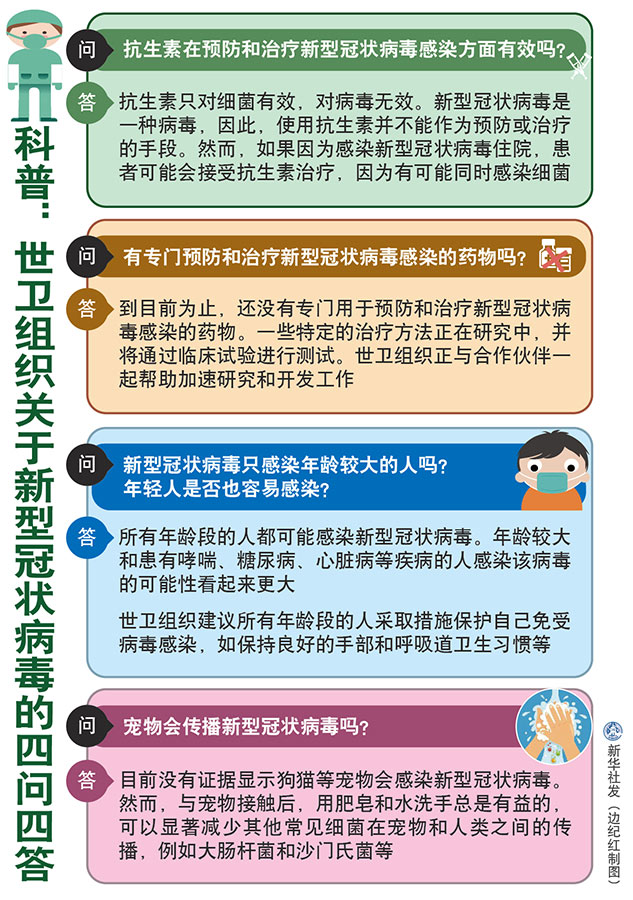 科普：世卫组织关于新型冠状病毒的四问四答
问
抗生素在预防和治疗新型冠状病毒感染方面有效吗？
答
抗生素只对细菌有效，对病毒无效。新型冠状病毒是
一种病毒，因此，使用抗生素并不能作为预防或治疗
的手段。然而，如果因为感染新型冠状病毒住院，患
者可能会接受抗生素治疗，因为有可能同时感染细菌
问
有专门预防和治疗新型冠状病毒感染的药物吗？
答
到目前为止，还没有专门用于预防和治疗新型冠状病
毒感染的药物。一些特定的治疗方法正在研究中，并
将通过临床试验进行测试。世卫组织正与合作伙伴一
起帮助加速研究和开发工作
问
新型冠状病毒只感染年龄较大的人吗？
年轻人是否也容易感染？
答
所有年龄段的人都可能感染新型冠状病毒。年龄较大
和患有哮喘、糖尿病、心脏病等疾病的人感染该病毒
的可能性看起来更大
世卫组织建议所有年龄段的人采取措施保护自己免受
病毒感染，如保持良好的手部和呼吸道卫生习惯等
问
宠物会传播新型冠状病毒吗？
答
目前没有证据显示狗猫等宠物会感染新型冠状病毒。
然而，与宠物接触后，用肥皂和水洗手总是有益的，
可以显著减少其他常见细菌在宠物和人类之间的传
播，例如大肠杆菌和沙门氏菌等
新华社发（边纪红制图）